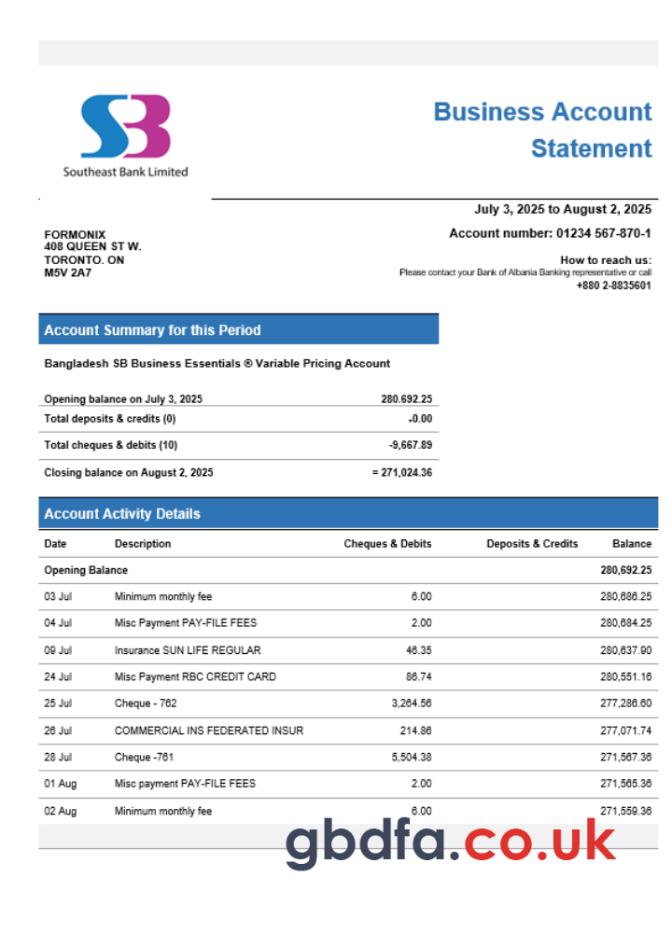 SB
Southeast Bank Limited
Business Account
Statement
July 3, 2025 to August 2, 2025
Account number: 01234 567-870-1
FORMONIX
408 QUEEN ST W.
TORONTO. ON
M5V 2A7
How to reach us:
Please contact your Bank of Albania Banking representative or call
+880 2-8835601
Account Summary for this Period
Bangladesh SB Business Essentials ® Variable Pricing Account
Opening balance on July 3, 2025 280.692.25
Total deposits & credits (0) -0.00
Total cheques & debits (10) -9,667.89
Closing balance on August 2, 2025 = 271,024.36
Account Activity Details
Date Description Cheques & Debits Deposits & Credits Balance
Opening Balance 280,692.25
03 Jul Minimum monthly fee 6.00 280,686.25
04 Jul Misc Payment PAY-FILE FEES 2.00 280,684.25
09 Jul Insurance SUN LIFE REGULAR 46.35 280,637.90
24 Jul Misc Payment RBC CREDIT CARD 86.74 280,551.16
25 Jul Cheque - 762 3,264.56 277,286.60
26 Jul COMMERCIAL INS FEDERATED INSUR 214.86 277,071.74
28 Jul Cheque -761 5,504.38 271,567.36
01 Aug Misc payment PAY-FILE FEES 2.00 271,565.36
02 Aug Minimum monthly fee 6.00 271,559.36
gbdfa.co.uk